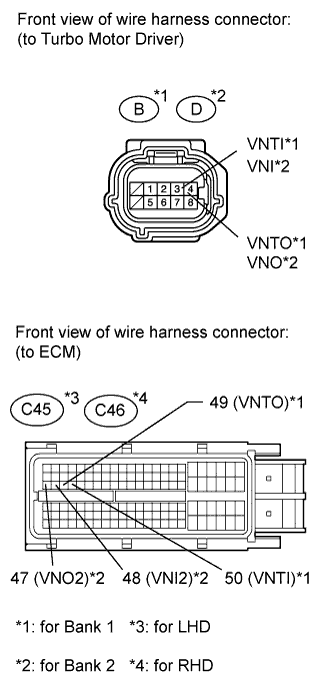 Front view of wire harness connector:
(to Turbo Motor Driver)
B *1 D *2
VNTI*1
VNI*2
1 2 3 4
5 6 7 8
VNTO*1
VNO*2
Front view of wire harness connector:
(to ECM)
C45 *3 C46 *4
49 (VNTO)*1
47 (VNO2)*2 48 (VNI2)*2 50 (VNTI)*1
*1: for Bank 1 *3: for LHD
*2: for Bank 2 *4: for RHD